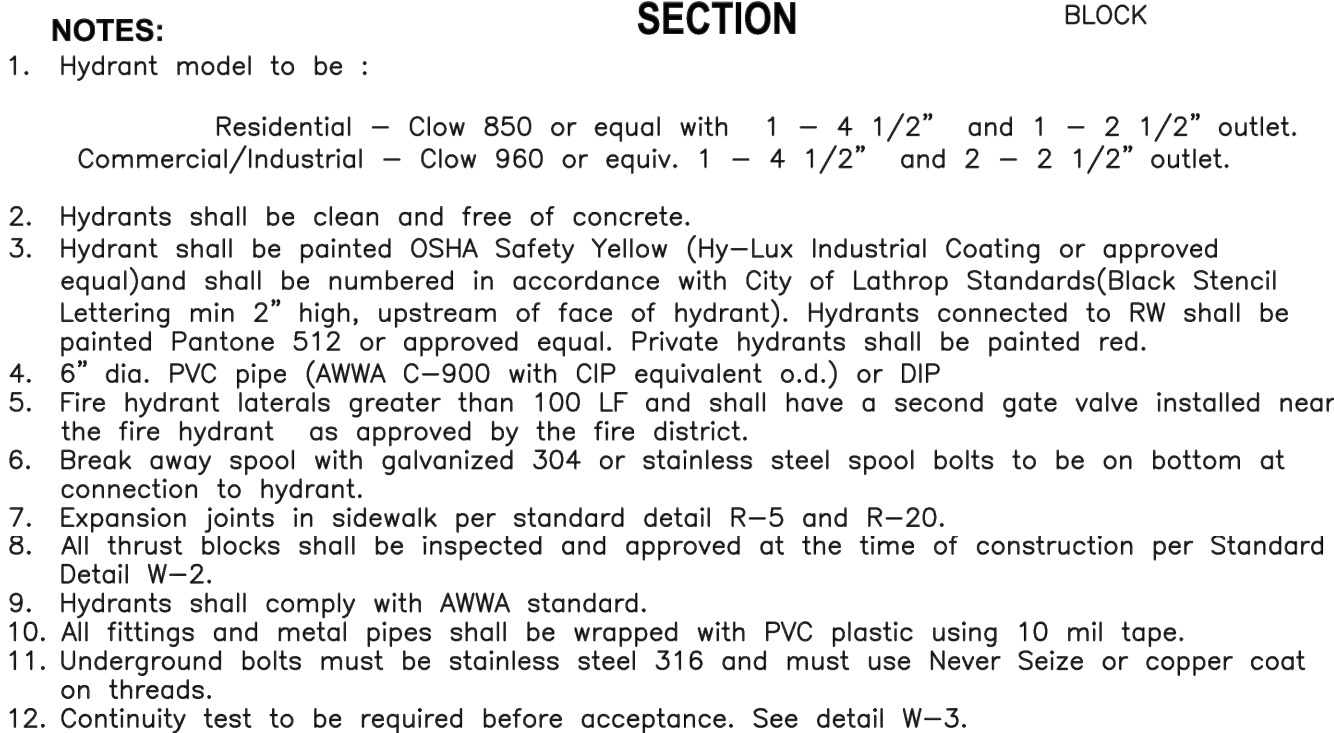 SECTION
BLOCK
NOTES:
1. Hydrant model to be :
Residential – Clow 850 or equal with 1 – 4 1/2" and 1 – 2 1/2" outlet.
Commercial/Industrial – Clow 960 or equiv. 1 – 4 1/2" and 2 – 2 1/2" outlet.
2. Hydrants shall be clean and free of concrete.
3. Hydrant shall be painted OSHA Safety Yellow (Hy–Lux Industrial Coating or approved
equal)and shall be numbered in accordance with City of Lathrop Standards(Black Stencil
Lettering min 2" high, upstream of face of hydrant). Hydrants connected to RW shall be
painted Pantone 512 or approved equal. Private hydrants shall be painted red.
4. 6" dia. PVC pipe (AWWA C–900 with CIP equivalent o.d.) or DIP
5. Fire hydrant laterals greater than 100 LF and shall have a second gate valve installed near
the fire hydrant as approved by the fire district.
6. Break away spool with galvanized 304 or stainless steel spool bolts to be on bottom at
connection to hydrant.
7. Expansion joints in sidewalk per standard detail R–5 and R–20.
8. All thrust blocks shall be inspected and approved at the time of construction per Standard
Detail W–2.
9. Hydrants shall comply with AWWA standard.
10. All fittings and metal pipes shall be wrapped with PVC plastic using 10 mil tape.
11. Underground bolts must be stainless steel 316 and must use Never Seize or copper coat
on threads.
12. Continuity test to be required before acceptance. See detail W–3.